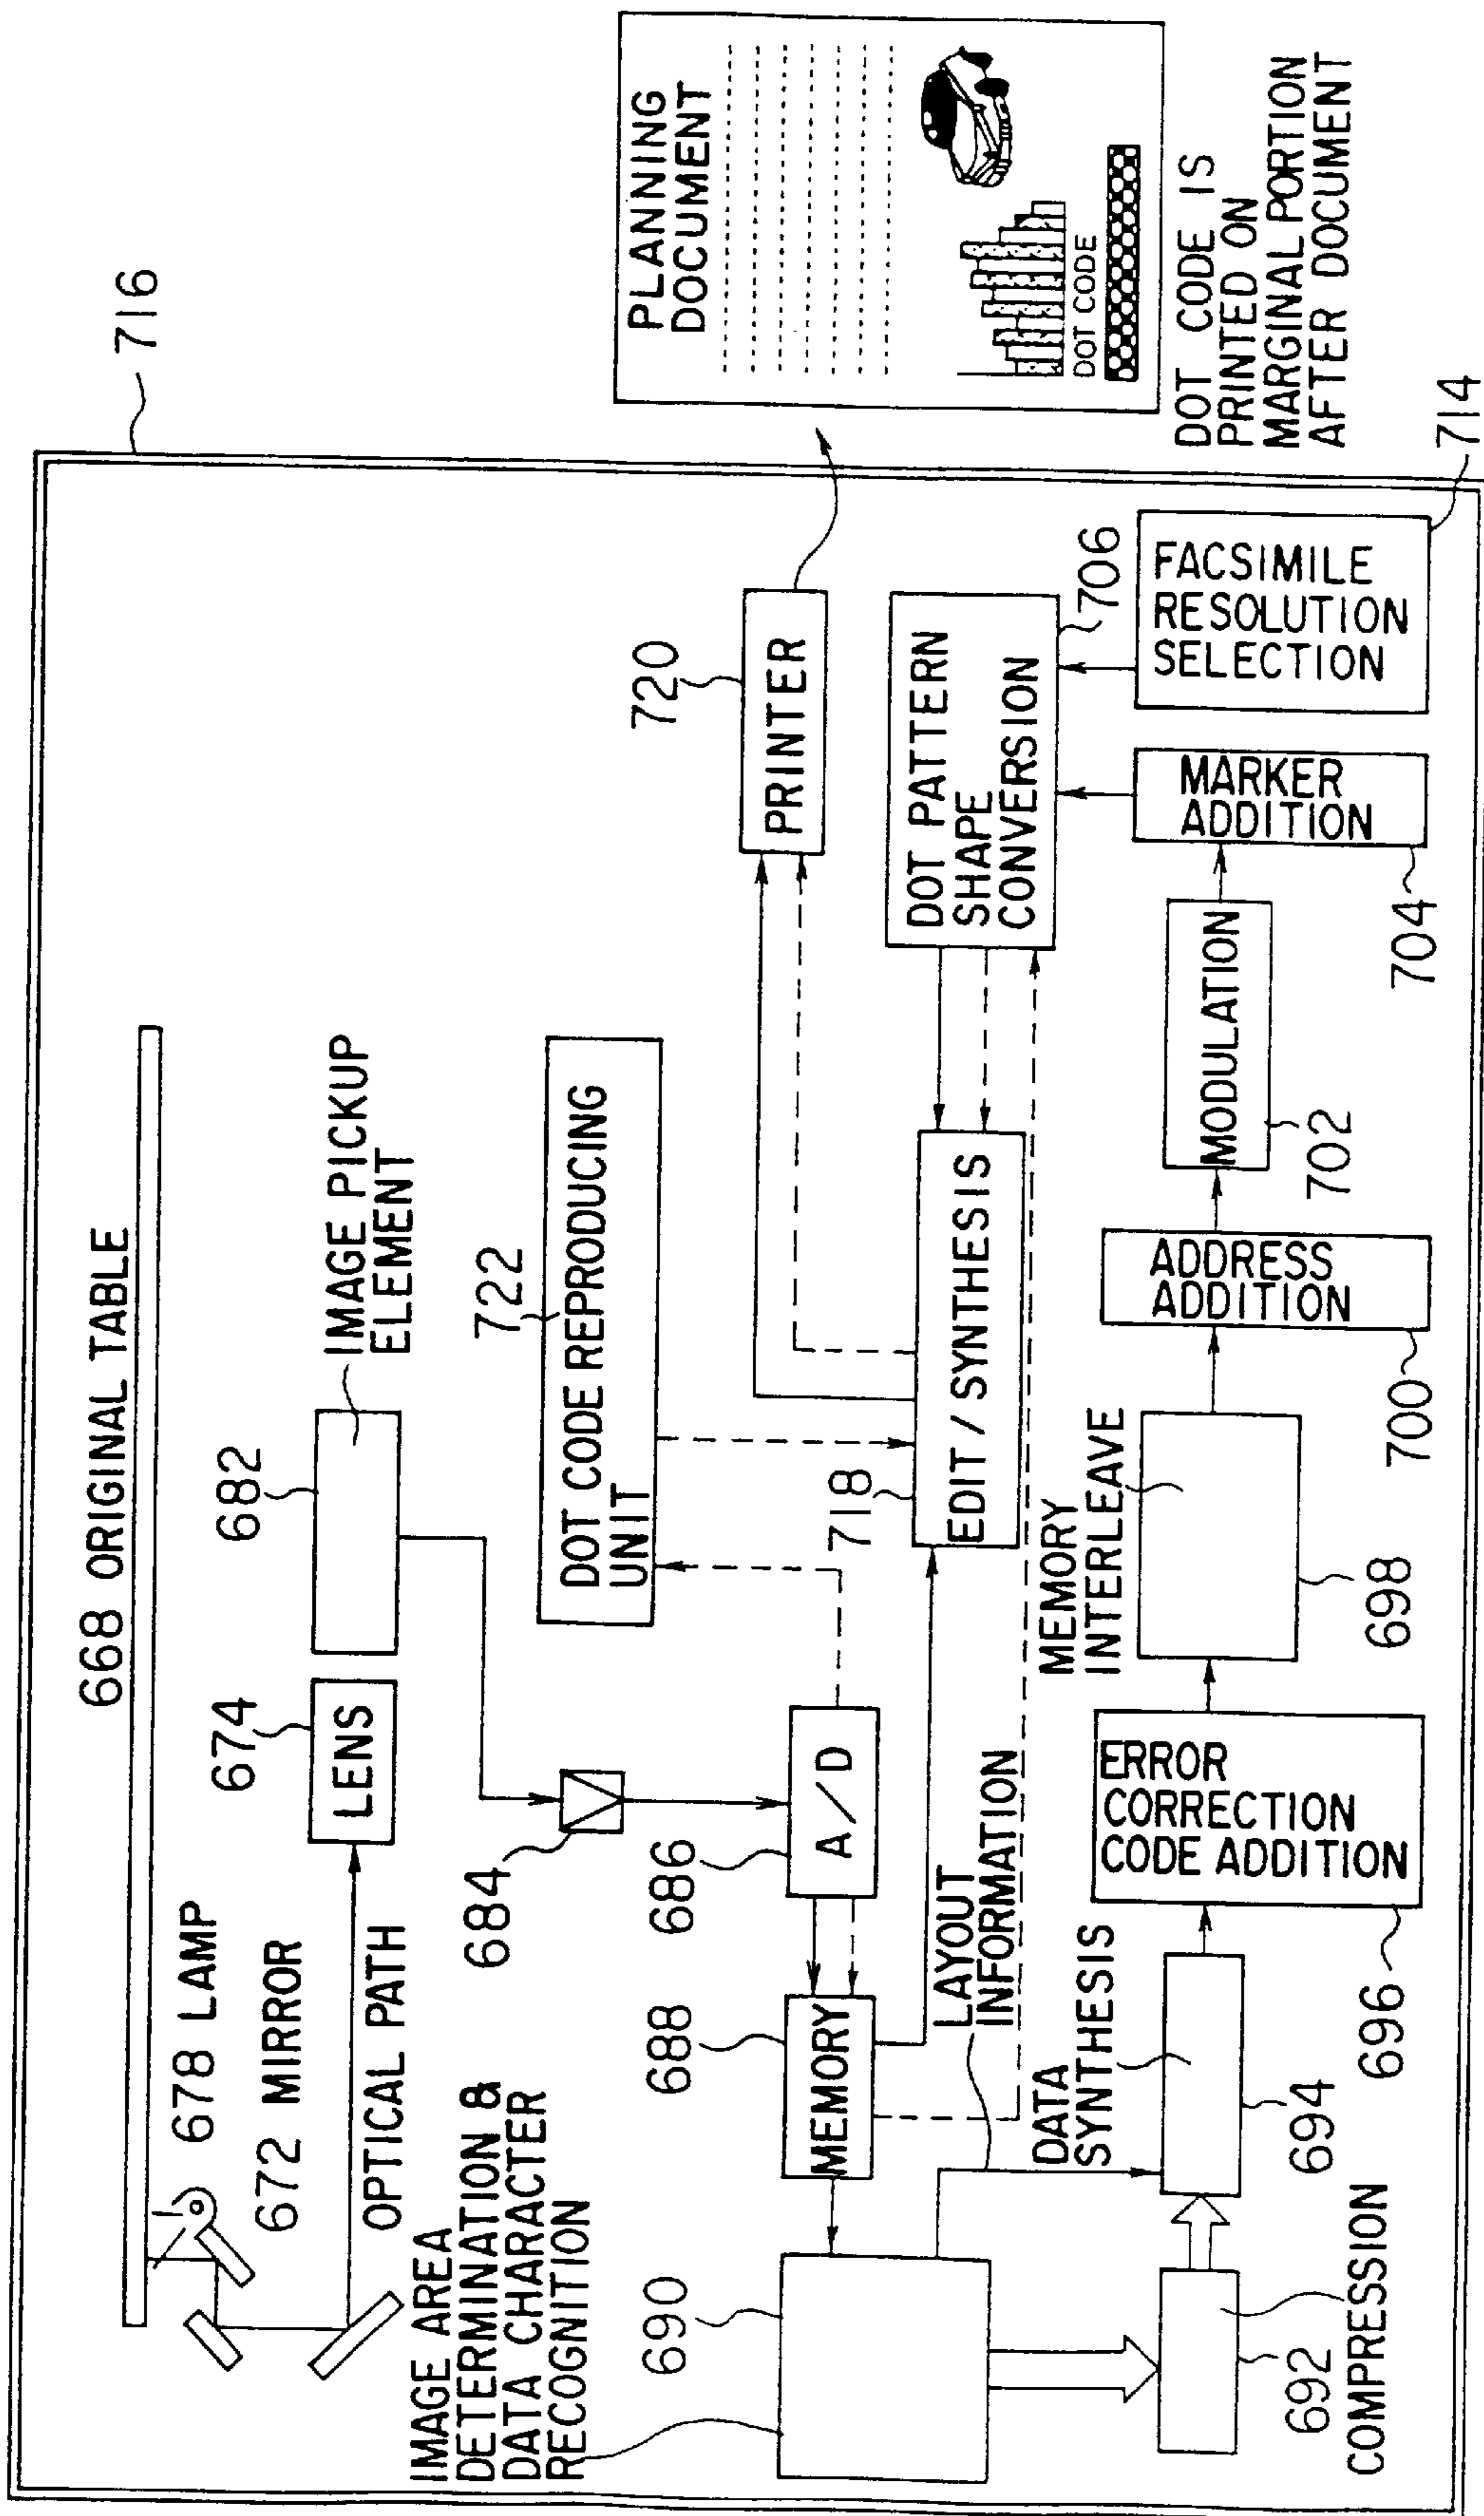 716
668 ORIGINAL TABLE
678 LAMP
672 MIRROR
OPTICAL PATH
674
LENS
682
IMAGE PICKUP
ELEMENT
684
686
A/D
688
MEMORY
IMAGE AREA
DETERMINATION &
DATA CHARACTER
RECOGNITION
690
722
DOT CODE REPRODUCING
UNIT
720
PRINTER
718
EDIT / SYNTHESIS
DOT PATTERN
SHAPE
CONVERSION
706
LAYOUT
INFORMATION
692
COMPRESSION
DATA
SYNTHESIS
694
ERROR
CORRECTION
CODE ADDITION
696
MEMORY
INTERLEAVE
698
ADDRESS
ADDITION
700
MODULATION
702
MARKER
ADDITION
704
FACSIMILE
RESOLUTION
SELECTION
714
PLANNING
DOCUMENT
DOT CODE
DOT CODE IS
PRINTED ON
MARGINAL PORTION
AFTER DOCUMENT